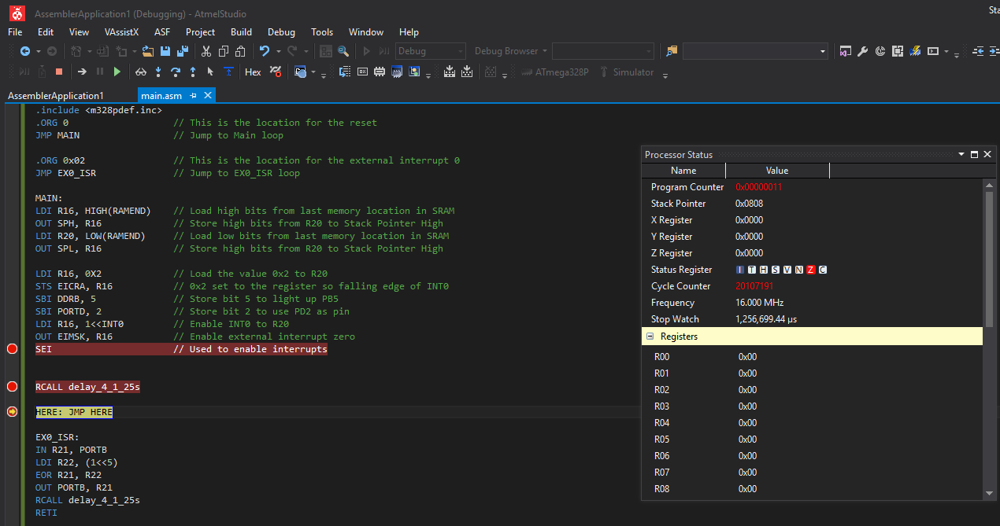 AssemblerApplication1 (Debugging) - AtmelStudio
Sta
File Edit View VAssistX ASF Project Build Debug Tools Window Help
Debug Debug Browser
Hex ATmega328P Simulator
AssemblerApplication1 main.asm
.include <m328pdef.inc>
.ORG 0 // This is the location for the reset
JMP MAIN // Jump to Main loop
.ORG 0x02 // This is the location for the external interrupt 0
JMP EX0_ISR // Jump to EX0_ISR loop
MAIN:
LDI R16, HIGH(RAMEND) // Load high bits from last memory location in SRAM
OUT SPH, R16 // Store high bits from R20 to Stack Pointer High
LDI R20, LOW(RAMEND) // Load low bits from last memory location in SRAM
OUT SPL, R16 // Store high bits from R20 to Stack Pointer High
LDI R16, 0X2 // Load the value 0x2 to R20
STS EICRA, R16 // 0x2 set to the register so falling edge of INT0
SBI DDRB, 5 // Store bit 5 to light up PB5
SBI PORTD, 2 // Store bit 2 to use PD2 as pin
LDI R16, 1<<INT0 // Enable INT0 to R20
OUT EIMSK, R16 // Enable external interrupt zero
SEI // Used to enable interrupts
RCALL delay_4_1_25s
HERE: JMP HERE
EX0_ISR:
IN R21, PORTB
LDI R22, (1<<5)
EOR R21, R22
OUT PORTB, R21
RCALL delay_4_1_25s
RETI
Processor Status
Name Value
Program Counter 0x00000011
Stack Pointer 0x0808
X Register 0x0000
Y Register 0x0000
Z Register 0x0000
Status Register I T H S V N Z C
Cycle Counter 20107191
Frequency 16.000 MHz
Stop Watch 1,256,699.44 µs
Registers
R00 0x00
R01 0x00
R02 0x00
R03 0x00
R04 0x00
R05 0x00
R06 0x00
R07 0x00
R08 0x00